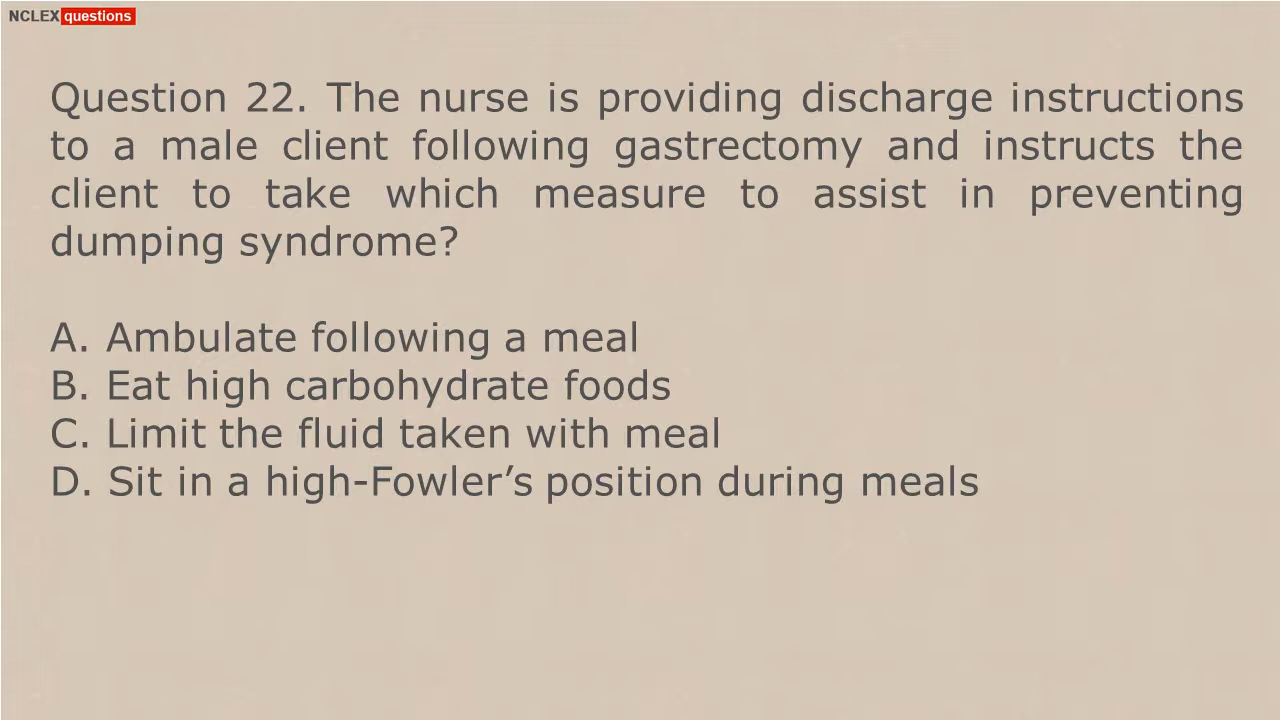 NCLEX questions
Question 22. The nurse is providing discharge instructions
to a male client following gastrectomy and instructs the
client to take which measure to assist in preventing
dumping syndrome?
A. Ambulate following a meal
B. Eat high carbohydrate foods
C. Limit the fluid taken with meal
D. Sit in a high-Fowler’s position during meals